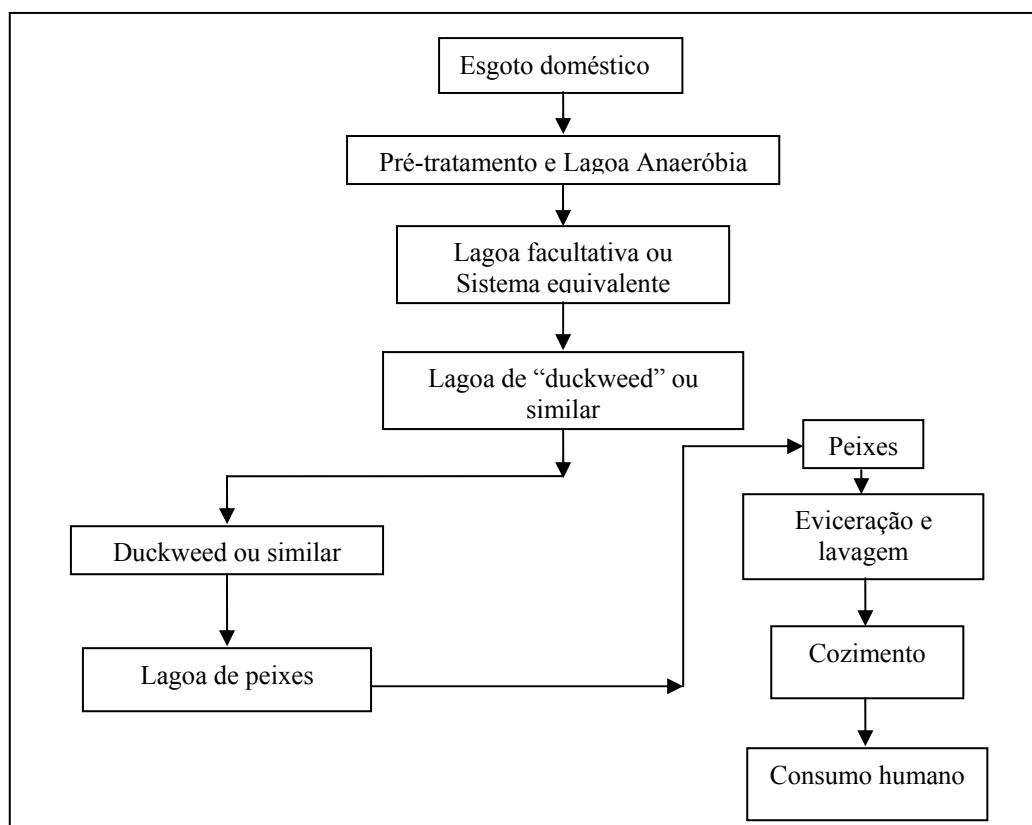 Esgoto doméstico
Pré-tratamento e Lagoa Anaeróbia
Lagoa facultativa ou
Sistema equivalente
Lagoa de “duckweed” ou
similar
Duckweed ou similar
Lagoa de peixes
Peixes
Eviceração e
lavagem
Cozimento
Consumo humano